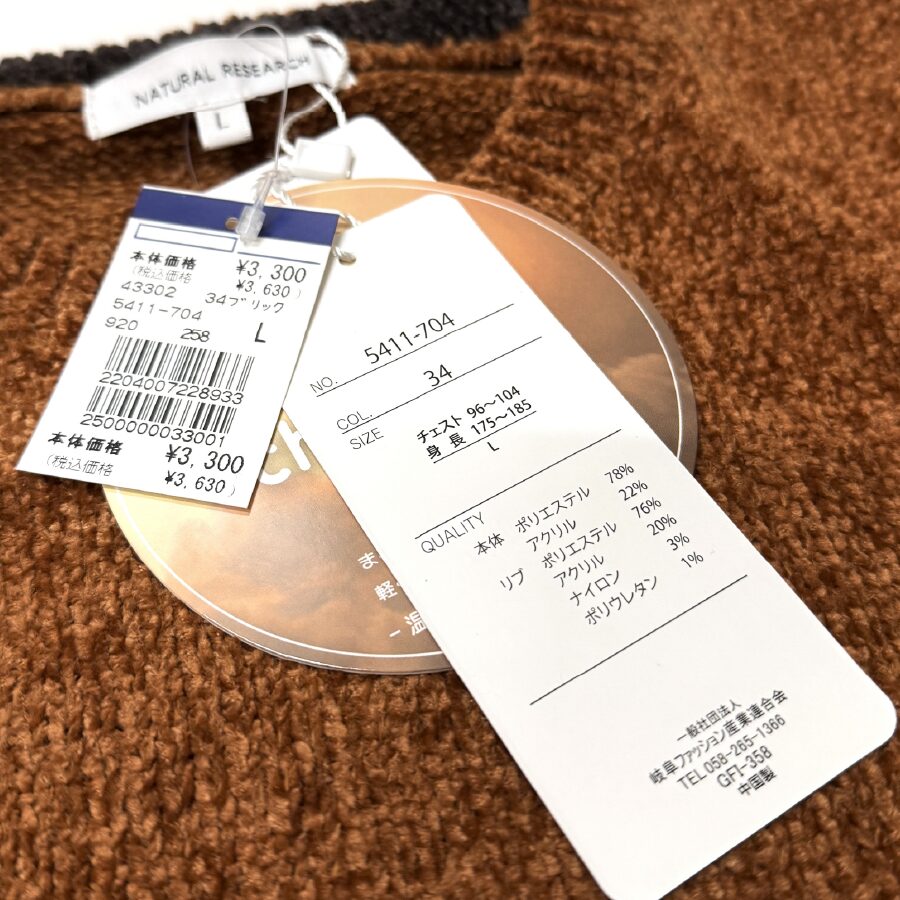 NATURAL RESEARCH
L
本体価格 ¥3,300
(税込価格 ¥3,630)
43302 34ブリック
5411-704
920 258 L
2204007228933
2500000033001
本体価格 ¥3,300
(税込価格 ¥3,630)
ch
ま
軽
-温
NO. 5411-704
COL. 34
SIZE チェスト 96～104
身長 175～185
L
QUALITY
本体 ポリエステル 78%
アクリル 22%
リブ ポリエステル 76%
アクリル 20%
ナイロン 3%
ポリウレタン 1%
一般社団法人
岐阜ファッション産業連合会
TEL 058-265-1366
GFI-358
中国製